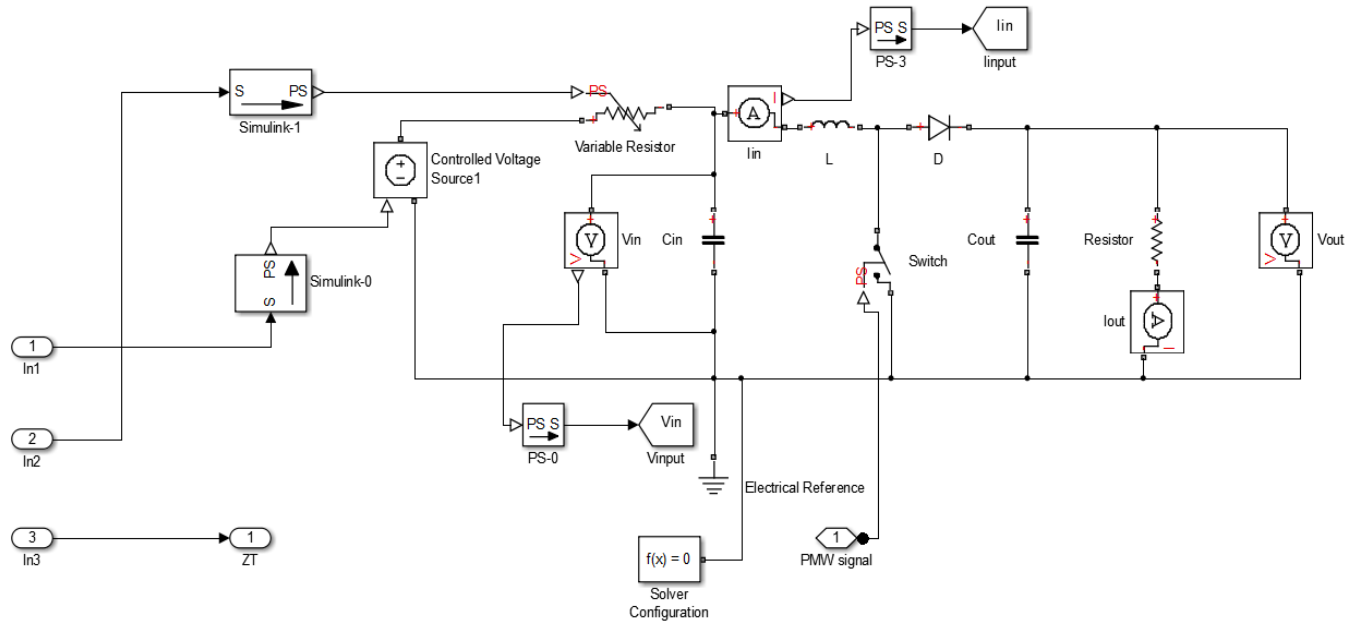 Iin
PS S
PS-3
Iinput
S PS
Simulink-1
PS
Variable Resistor
I
A
Iin
L
D
Controlled Voltage
Source1
V
V
Vin
Cin
PS
S
Simulink-0
PS
Switch
Cout
Resistor
V
V
Vout
Iout
A
I
1
In1
2
In2
PS S
PS-0
Vin
Vinput
Electrical Reference
3
In3
1
ZT
f(x) = 0
Solver
Configuration
1
PMW signal